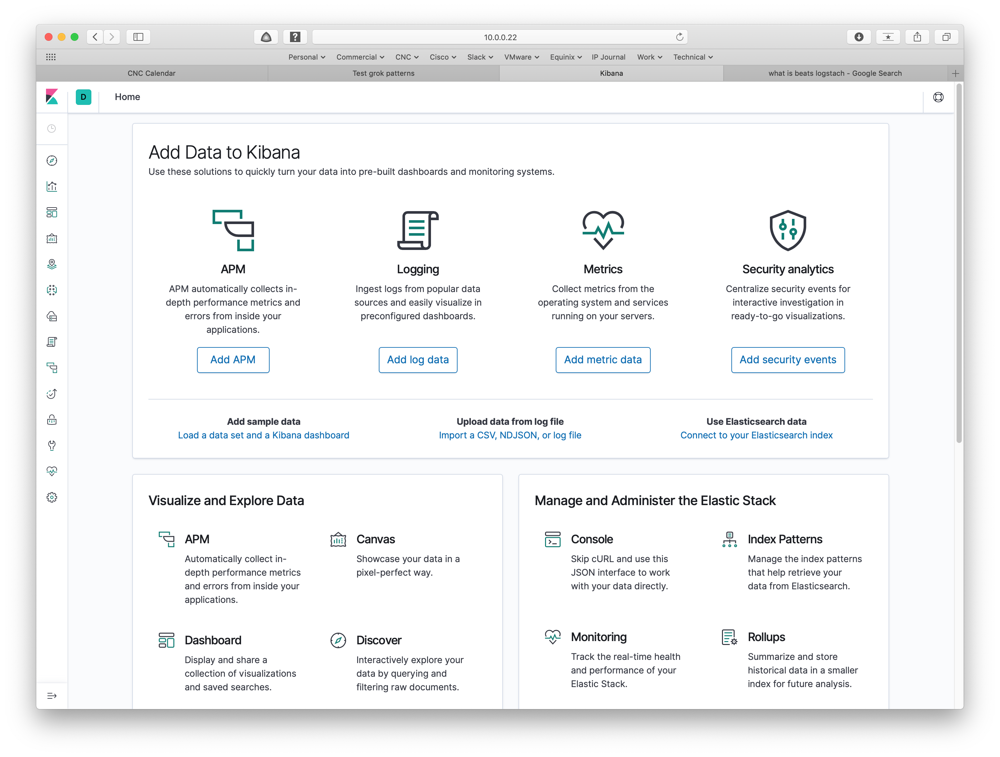 10.0.0.22
Personal Commercial CNC Cisco Slack VMware Equinix IP Journal Work Technical
CNC Calendar Test grok patterns Kibana what is beats logstach - Google Search
D Home
Add Data to Kibana
Use these solutions to quickly turn your data into pre-built dashboards and monitoring systems.
APM
APM automatically collects in-
depth performance metrics and
errors from inside your
applications.
Add APM
Logging
Ingest logs from popular data
sources and easily visualize in
preconfigured dashboards.
Add log data
Metrics
Collect metrics from the
operating system and services
running on your servers.
Add metric data
Security analytics
Centralize security events for
interactive investigation in
ready-to-go visualizations.
Add security events
Add sample data
Load a data set and a Kibana dashboard
Upload data from log file
Import a CSV, NDJSON, or log file
Use Elasticsearch data
Connect to your Elasticsearch index
Visualize and Explore Data
APM
Automatically collect in-
depth performance metrics
and errors from inside your
applications.
Canvas
Showcase your data in a
pixel-perfect way.
Dashboard
Display and share a
collection of visualizations
and saved searches.
Discover
Interactively explore your
data by querying and
filtering raw documents.
Manage and Administer the Elastic Stack
Console
Skip cURL and use this
JSON interface to work
with your data directly.
Index Patterns
Manage the index patterns
that help retrieve your
data from Elasticsearch.
Monitoring
Track the real-time health
and performance of your
Elastic Stack.
Rollups
Summarize and store
historical data in a smaller
index for future analysis.